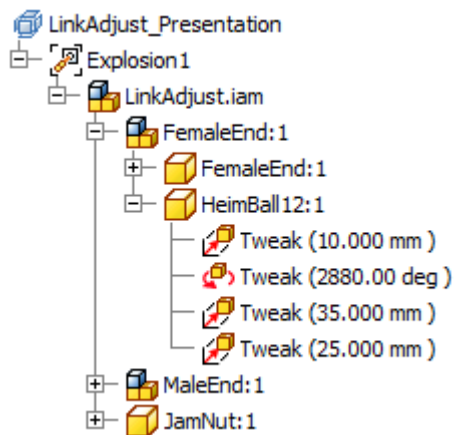 LinkAdjust_Presentation
Explosion1
LinkAdjust.iam
FemaleEnd:1
FemaleEnd:1
HeimBall12:1
Tweak (10.000 mm )
Tweak (2880.00 deg )
Tweak (35.000 mm )
Tweak (25.000 mm )
MaleEnd:1
JamNut:1